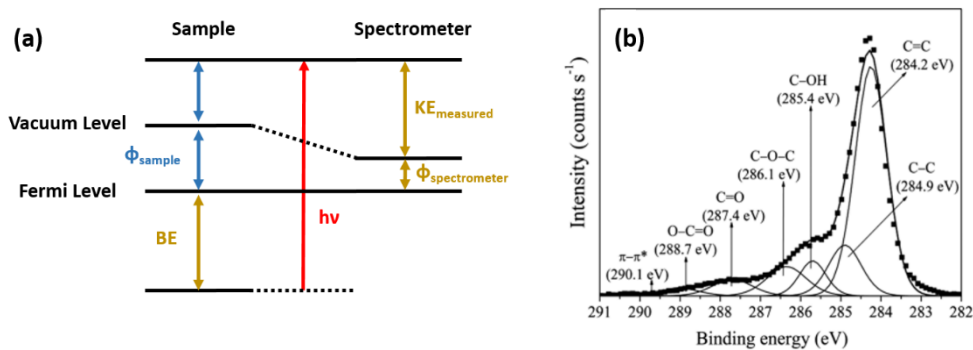 (a)
Sample
Spectrometer
Vacuum Level
Fermi Level
ϕsample
BE
hν
KEmeasured
ϕspectrometer
(b)
Intensity (counts s⁻¹)
C=C
(284.2 eV)
C–OH
(285.4 eV)
C–O–C
(286.1 eV)
C–C
(284.9 eV)
C=O
(287.4 eV)
O–C=O
(288.7 eV)
π–π*
(290.1 eV)
291 290 289 288 287 286 285 284 283 282
Binding energy (eV)